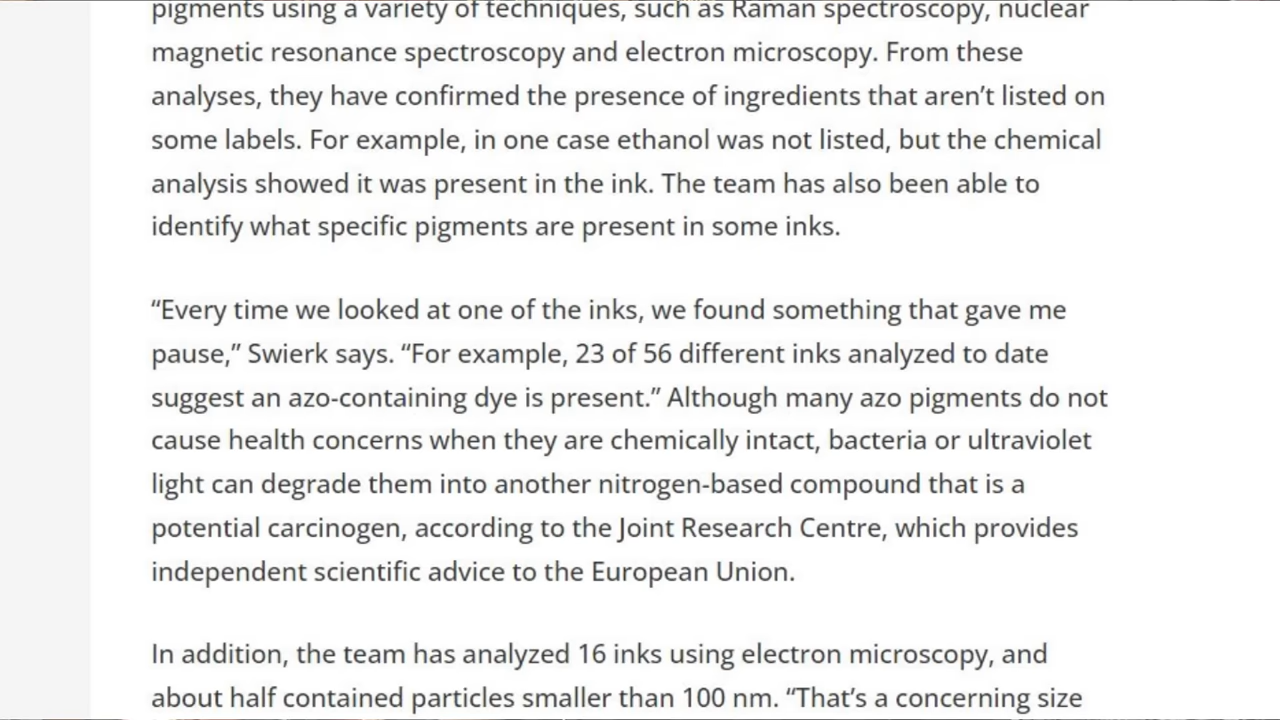 pigments using a variety of techniques, such as Raman spectroscopy, nuclear
magnetic resonance spectroscopy and electron microscopy. From these
analyses, they have confirmed the presence of ingredients that aren’t listed on
some labels. For example, in one case ethanol was not listed, but the chemical
analysis showed it was present in the ink. The team has also been able to
identify what specific pigments are present in some inks.
“Every time we looked at one of the inks, we found something that gave me
pause,” Swierk says. “For example, 23 of 56 different inks analyzed to date
suggest an azo-containing dye is present.” Although many azo pigments do not
cause health concerns when they are chemically intact, bacteria or ultraviolet
light can degrade them into another nitrogen-based compound that is a
potential carcinogen, according to the Joint Research Centre, which provides
independent scientific advice to the European Union.
In addition, the team has analyzed 16 inks using electron microscopy, and
about half contained particles smaller than 100 nm. “That’s a concerning size